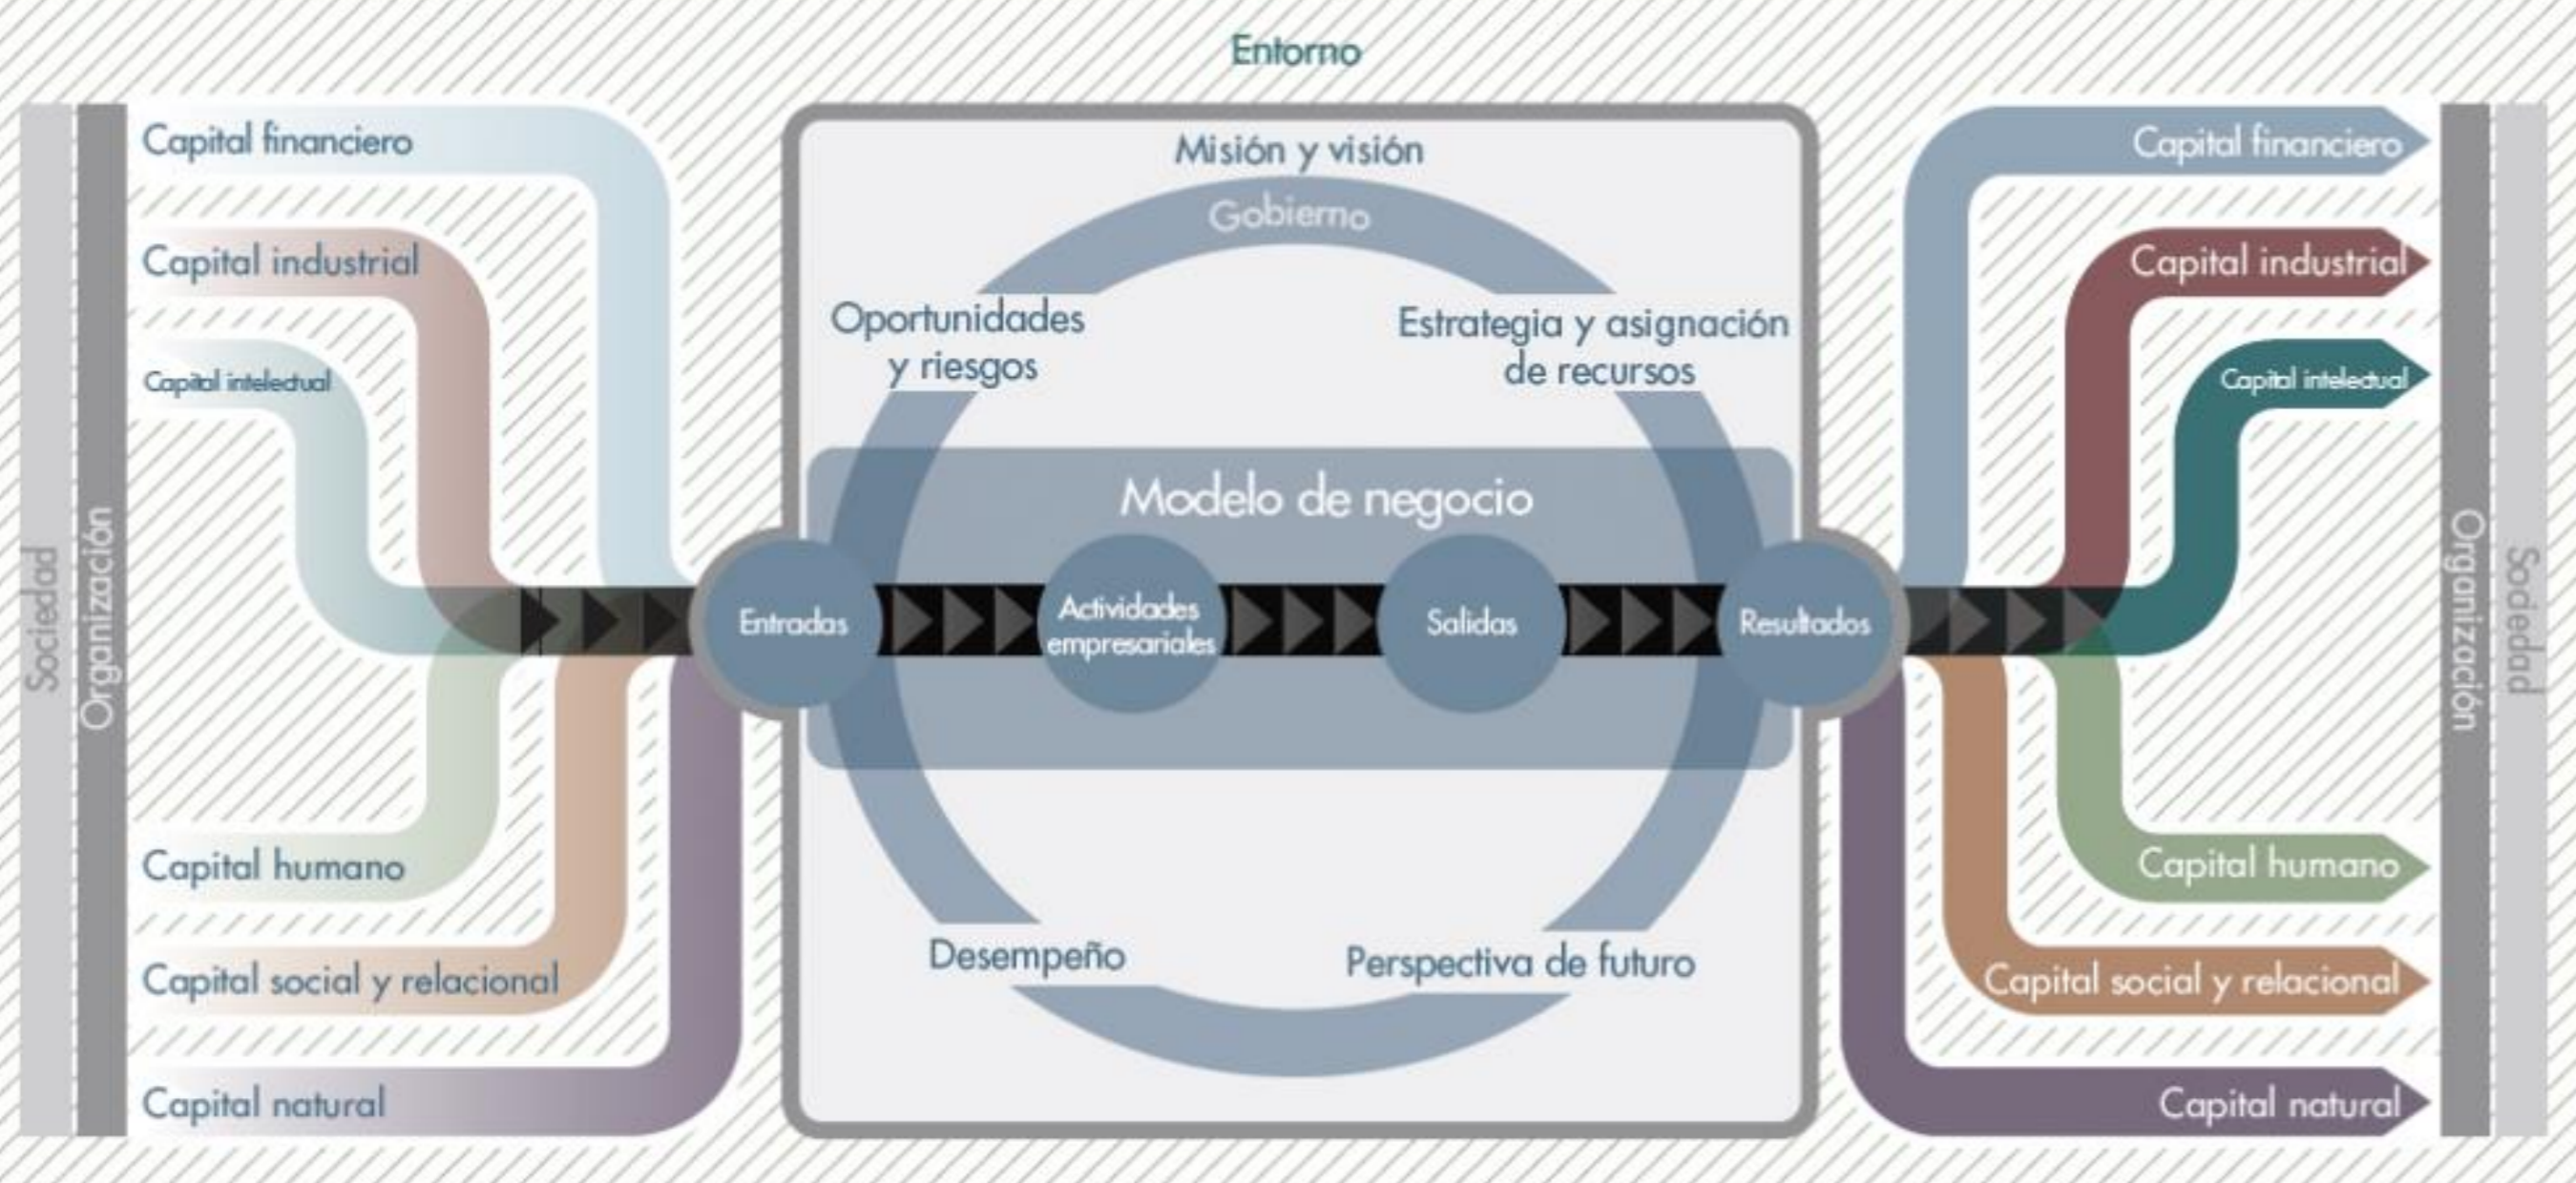 Entorno
Sociedad
Organización
Capital financiero
Capital industrial
Capital intelectual
Capital humano
Capital social y relacional
Capital natural
Misión y visión
Gobierno
Oportunidades
y riesgos
Estrategia y asignación
de recursos
Modelo de negocio
Entradas
Actividades
empresariales
Salidas
Resultados
Desempeño
Perspectiva de futuro
Capital financiero
Capital industrial
Capital intelectual
Capital humano
Capital social y relacional
Capital natural
Organización
Sociedad